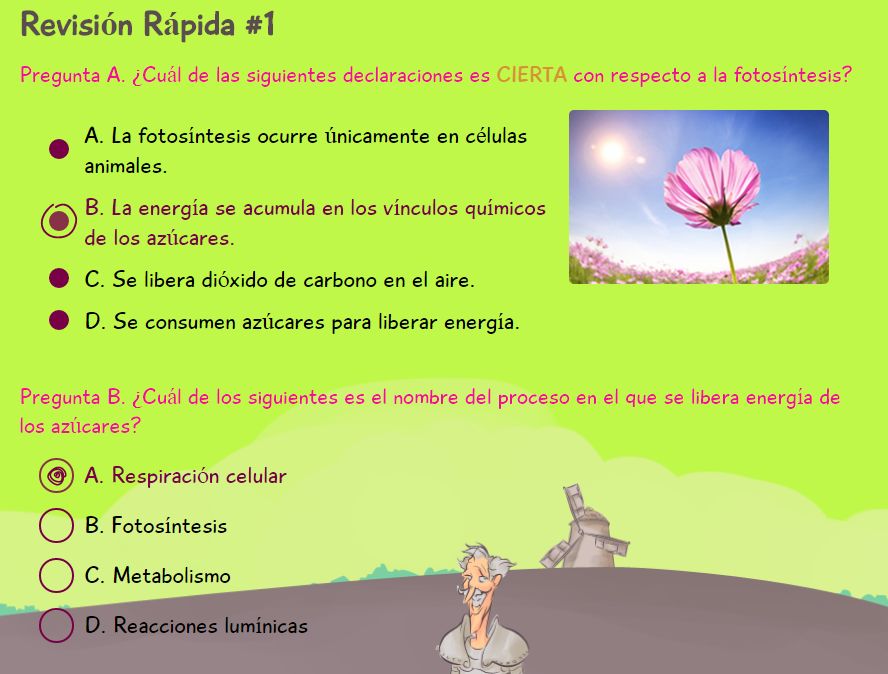 Revisión Rápida #1
Pregunta A. ¿Cuál de las siguientes declaraciones es CIERTA con respecto a la fotosíntesis?
A. La fotosíntesis ocurre únicamente en células
animales.
B. La energía se acumula en los vínculos químicos
de los azúcares.
C. Se libera dióxido de carbono en el aire.
D. Se consumen azúcares para liberar energía.
Pregunta B. ¿Cuál de los siguientes es el nombre del proceso en el que se libera energía de
los azúcares?
A. Respiración celular
B. Fotosíntesis
C. Metabolismo
D. Reacciones lumínicas